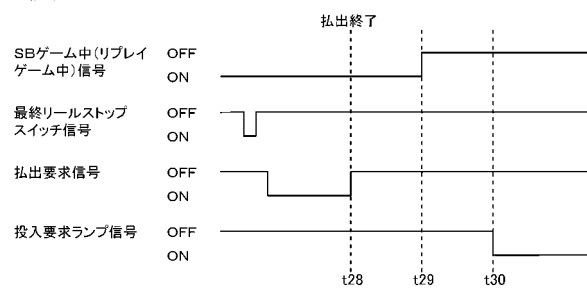 払出終了
SBゲーム中(リプレイ
ゲーム中)信号
OFF
ON
最終リールストップ
スイッチ信号
OFF
ON
払出要求信号
OFF
ON
投入要求ランプ信号
OFF
ON
t28 t29 t30